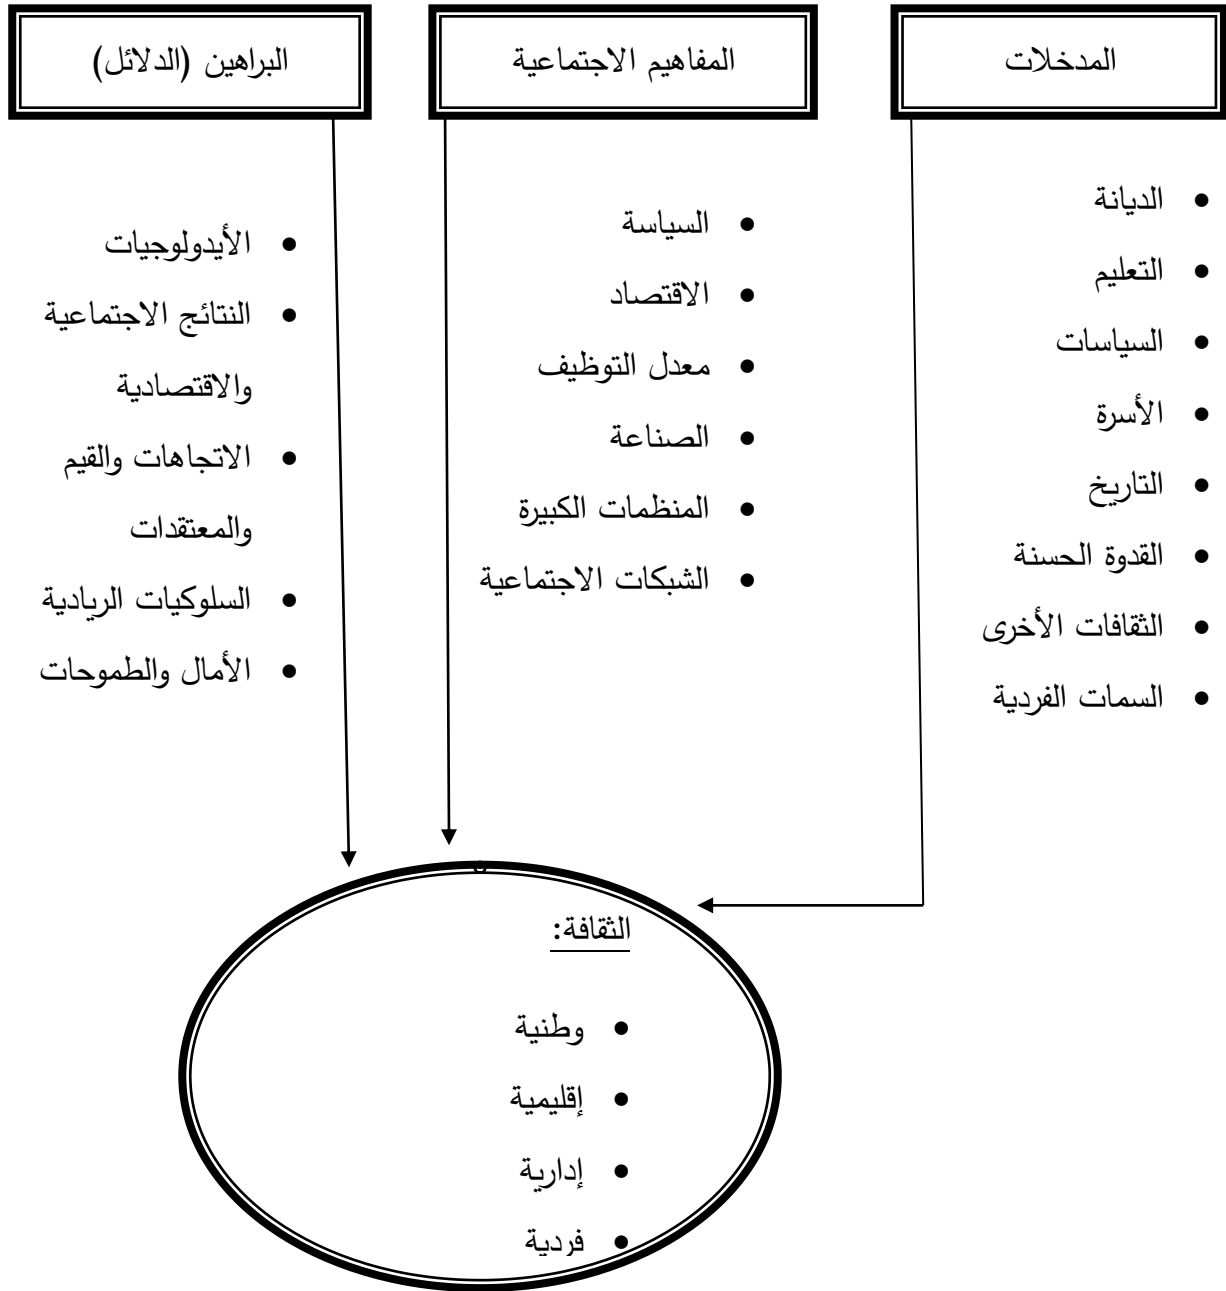 المدخلات
المفاهيم الاجتماعية
البراهين (الدلائل)
• الديانة
• التعليم
• السياسات
• الأسرة
• التاريخ
• القدوة الحسنة
• الثقافات الأخرى
• السمات الفردية
• السياسة
• الاقتصاد
• معدل التوظيف
• الصناعة
• المنظمات الكبيرة
• الشبكات الاجتماعية
• الأيدولوجيات
• النتائج الاجتماعية
والاقتصادية
• الاتجاهات والقيم
والمعتقدات
• السلوكيات الريادية
• الأمال والطموحات
الثقافة:
• وطنية
• إقليمية
• إدارية
• فردية